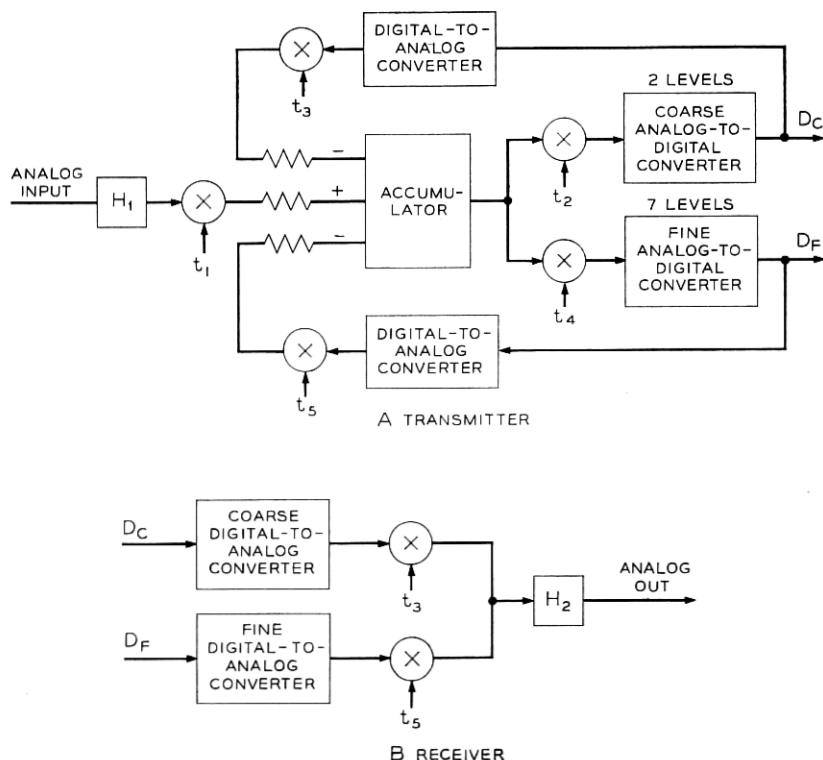 DIGITAL-TO-
ANALOG
CONVERTER
t3
2 LEVELS
COARSE
ANALOG-TO-
DIGITAL
CONVERTER
DC
t2
ANALOG
INPUT
H1
t1
−
+
−
ACCUMU-
LATOR
7 LEVELS
FINE
ANALOG-TO-
DIGITAL
CONVERTER
DF
t4
DIGITAL-TO-
ANALOG
CONVERTER
t5
A TRANSMITTER
DC
COARSE
DIGITAL-TO-
ANALOG
CONVERTER
t3
H2
ANALOG
OUT
DF
FINE
DIGITAL-TO-
ANALOG
CONVERTER
t5
B RECEIVER